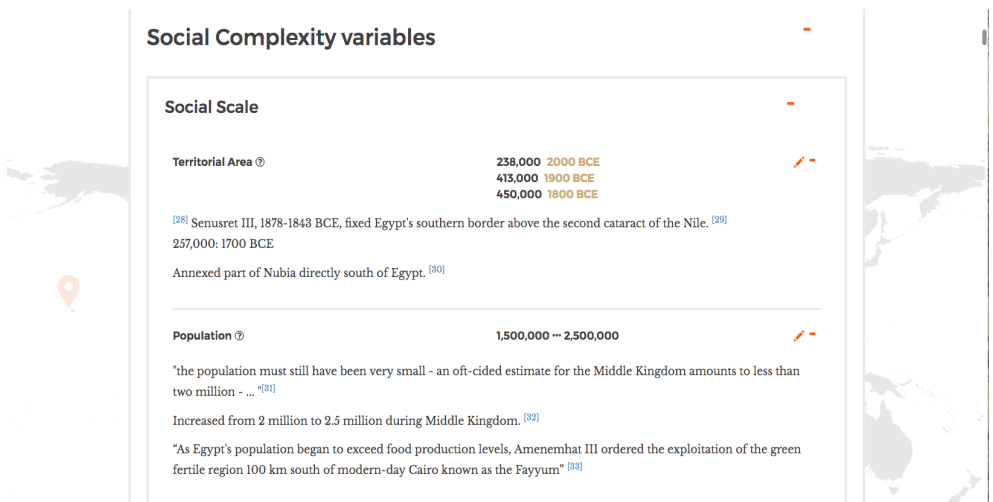 Social Complexity variables
Social Scale
Territorial Area ?
238,000 2000 BCE
413,000 1900 BCE
450,000 1800 BCE
[28] Senusret III, 1878-1843 BCE, fixed Egypt's southern border above the second cataract of the Nile. [29]
257,000: 1700 BCE
Annexed part of Nubia directly south of Egypt. [30]
Population ? 1,500,000 ··· 2,500,000
"the population must still have been very small - an oft-cided estimate for the Middle Kingdom amounts to less than
two million - ... "[31]
Increased from 2 million to 2.5 million during Middle Kingdom. [32]
“As Egypt's population began to exceed food production levels, Amenemhat III ordered the exploitation of the green
fertile region 100 km south of modern-day Cairo known as the Fayyum” [33]